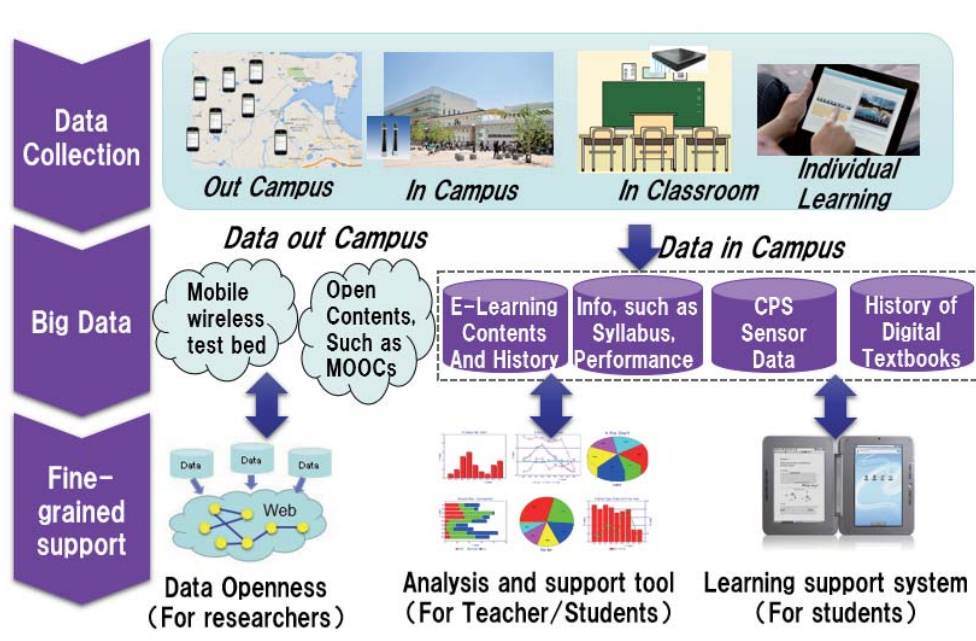 Data
Collection
Out Campus
In Campus
In Classroom
Individual
Learning
Data out Campus
Data in Campus
Big Data
Mobile
wireless
test bed
Open
Contents,
Such as
MOOCs
E-Learning
Contents
And History
Info, such as
Syllabus,
Performance
CPS
Sensor
Data
History of
Digital
Textbooks
Fine-
grained
support
Data
Data
Data
Web
Data Openness
(For researchers)
Analysis and support tool
(For Teacher/Students)
Learning support system
(For students)